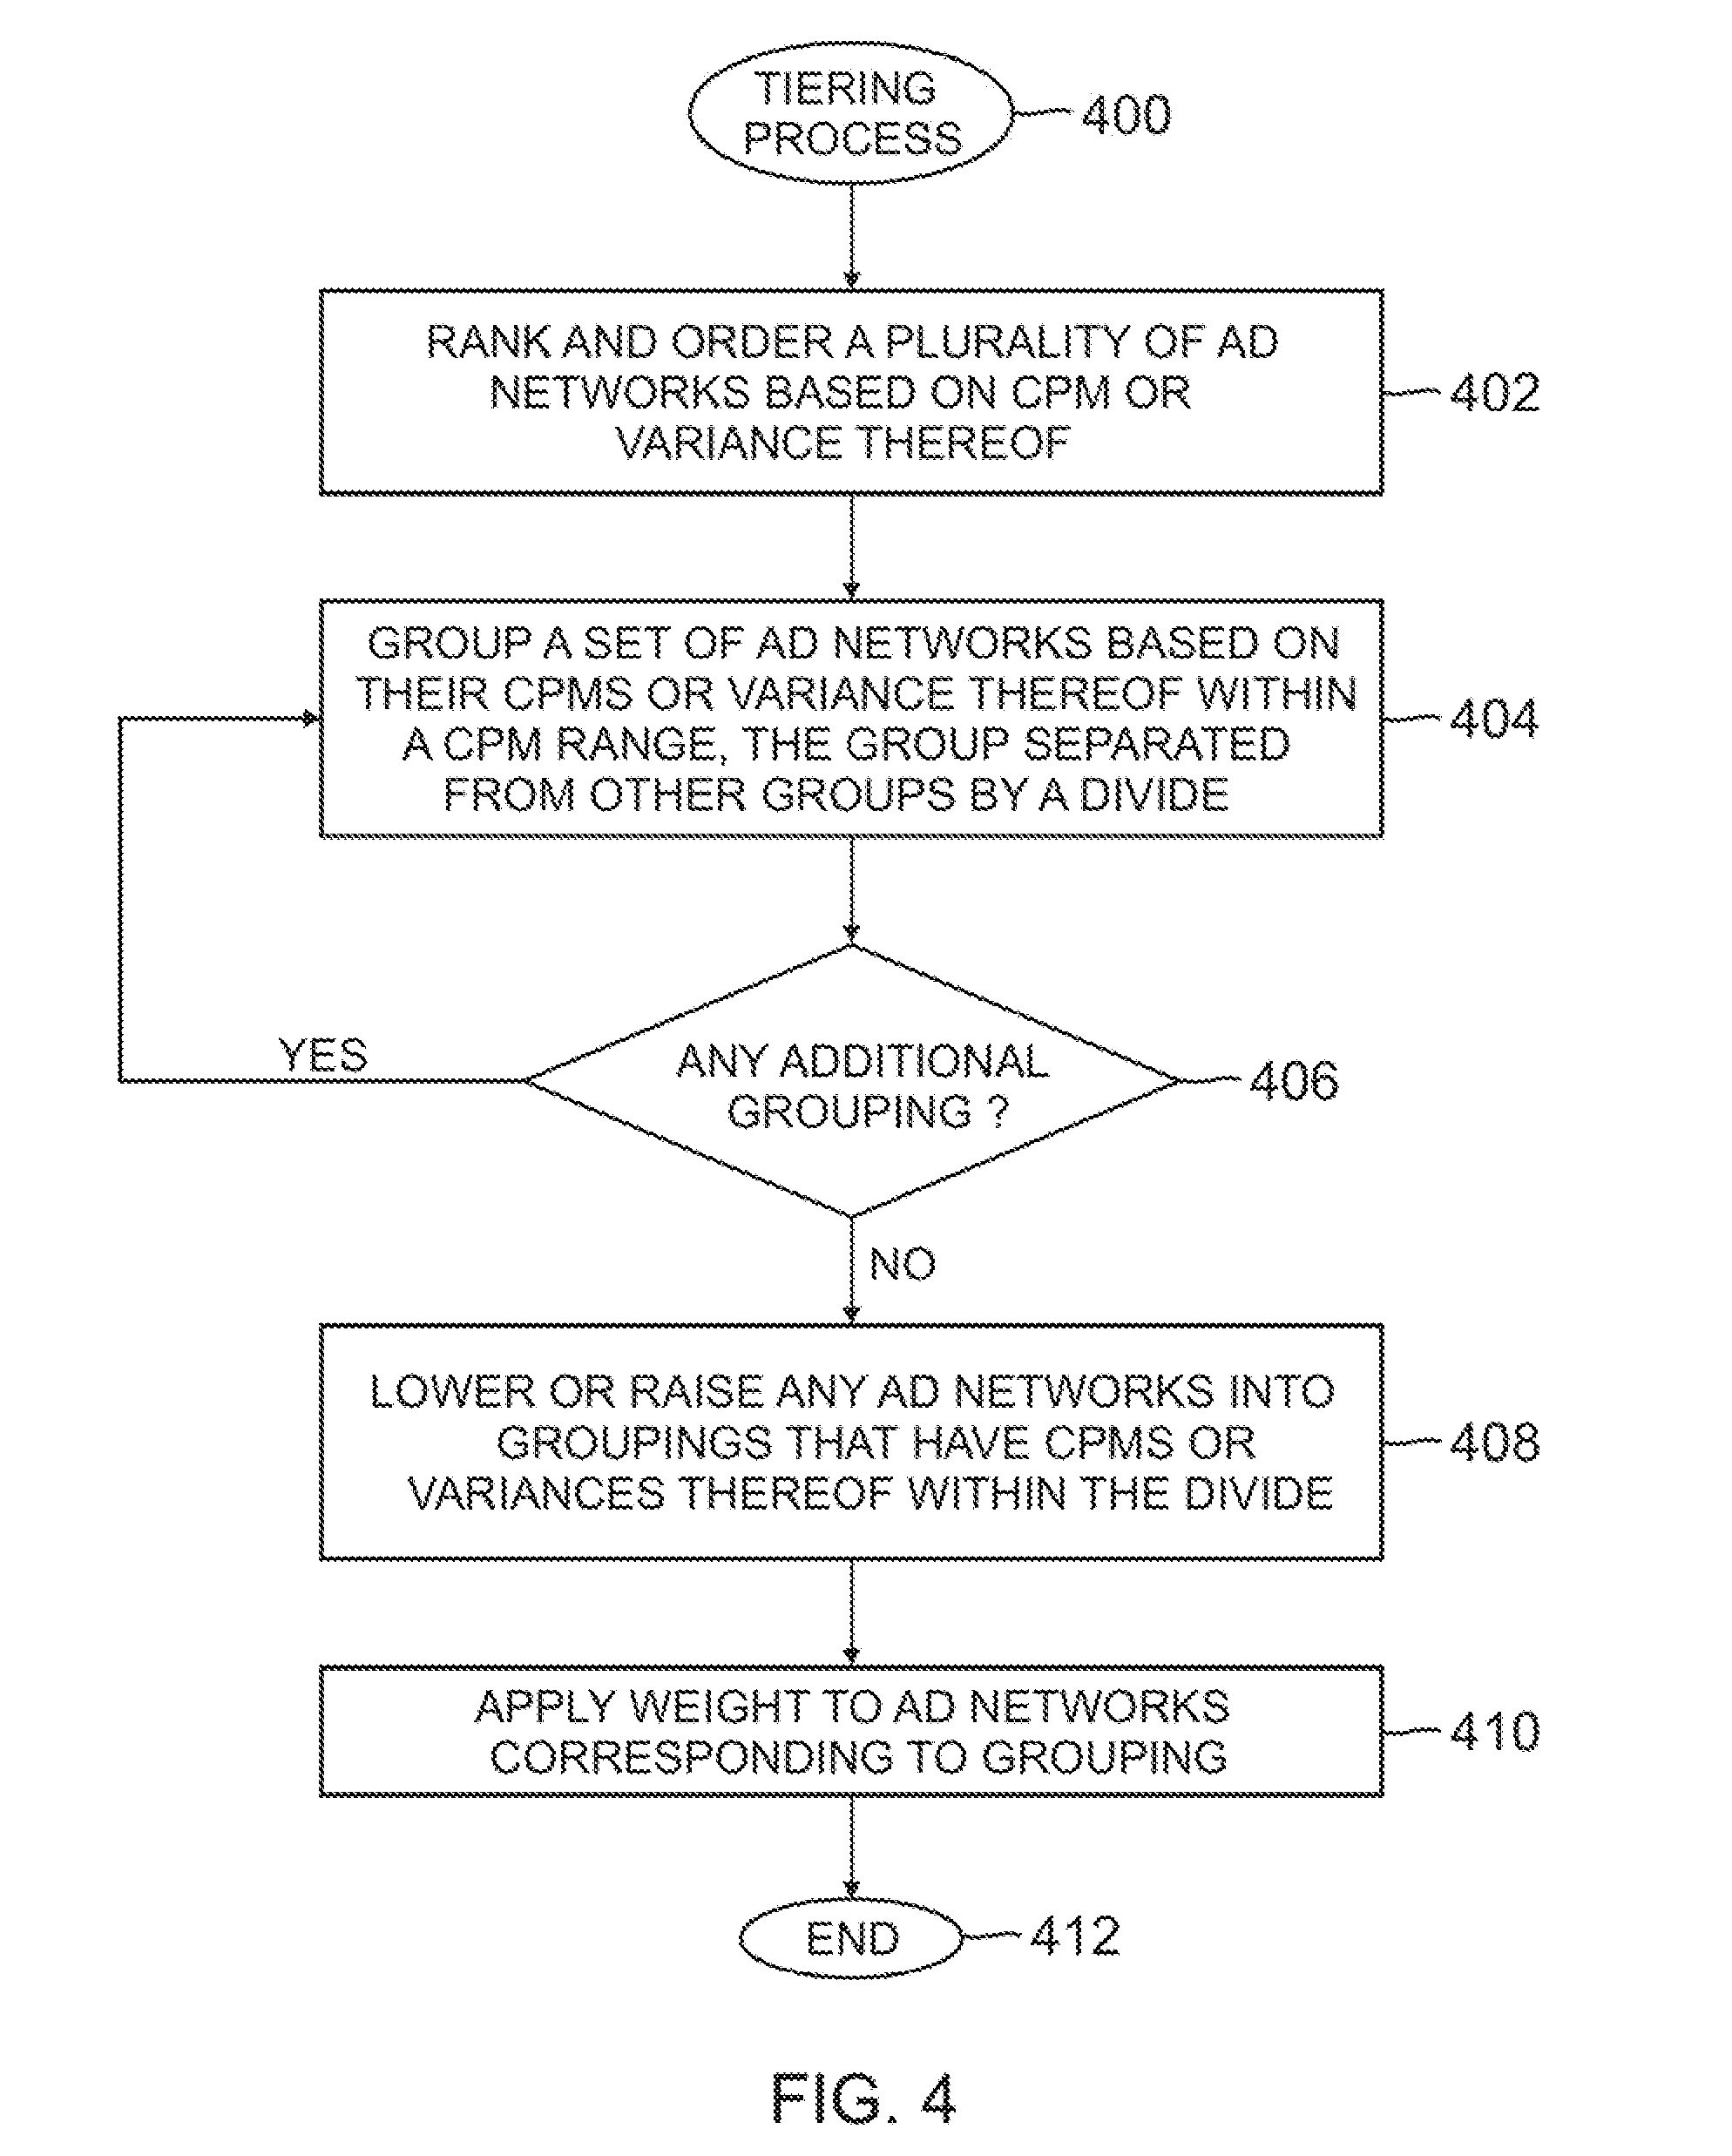 TIERING
PROCESS
400
RANK AND ORDER A PLURALITY OF AD
NETWORKS BASED ON CPM OR
VARIANCE THEREOF
402
GROUP A SET OF AD NETWORKS BASED ON
THEIR CPMS OR VARIANCE THEREOF WITHIN
A CPM RANGE, THE GROUP SEPARATED
FROM OTHER GROUPS BY A DIVIDE
404
ANY ADDITIONAL
GROUPING ?
406
YES
NO
LOWER OR RAISE ANY AD NETWORKS INTO
GROUPINGS THAT HAVE CPMS OR
VARIANCES THEREOF WITHIN THE DIVIDE
408
APPLY WEIGHT TO AD NETWORKS
CORRESPONDING TO GROUPING
410
END
412
FIG. 4